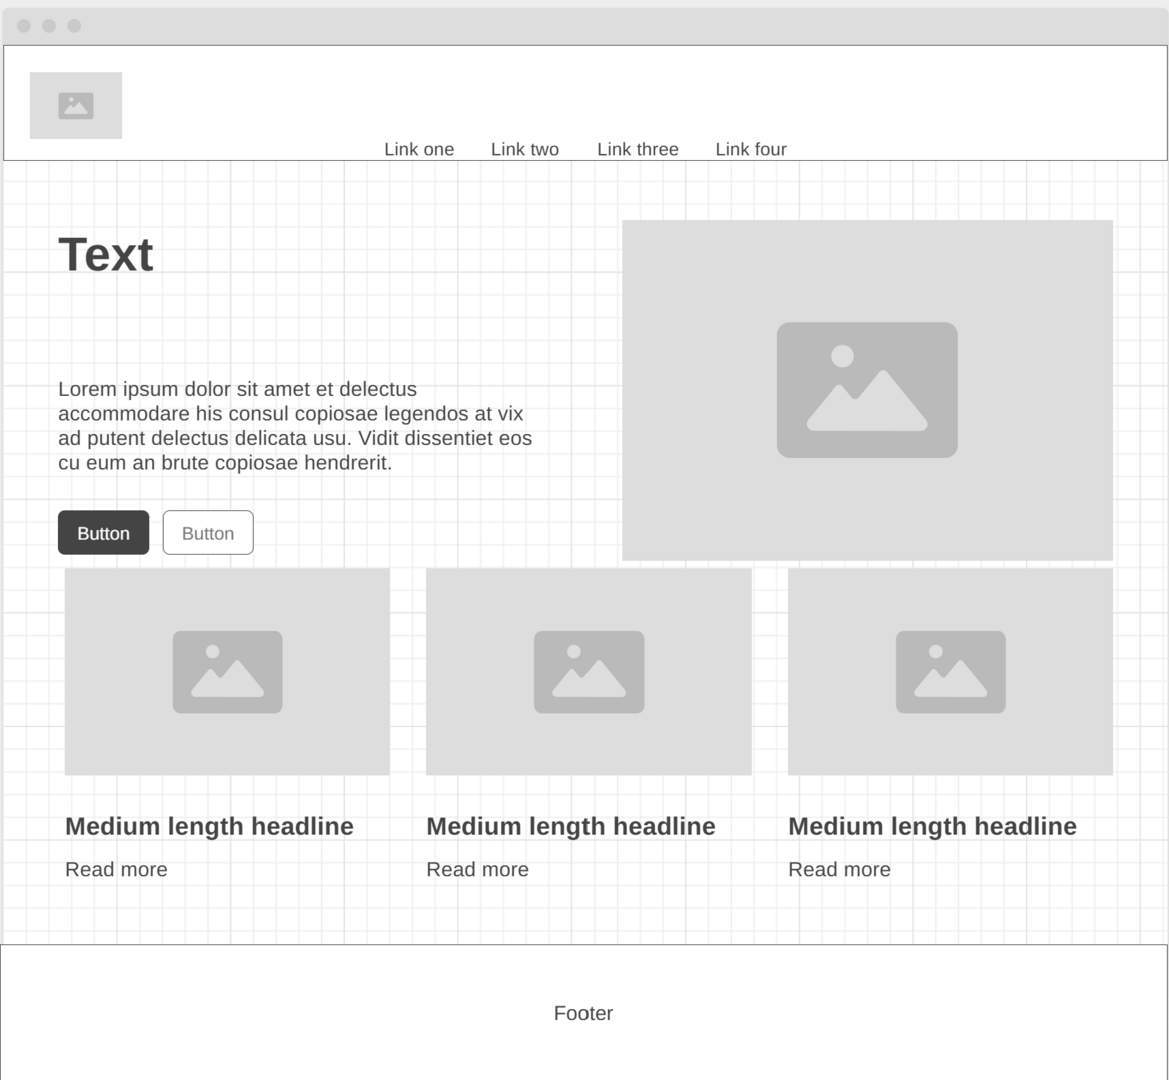 Link one Link two Link three Link four
Text
Lorem ipsum dolor sit amet et delectus
accommodare his consul copiosae legendos at vix
ad putent delectus delicata usu. Vidit dissentiet eos
cu eum an brute copiosae hendrerit.
Button Button
Medium length headline Medium length headline Medium length headline
Read more Read more Read more
Footer